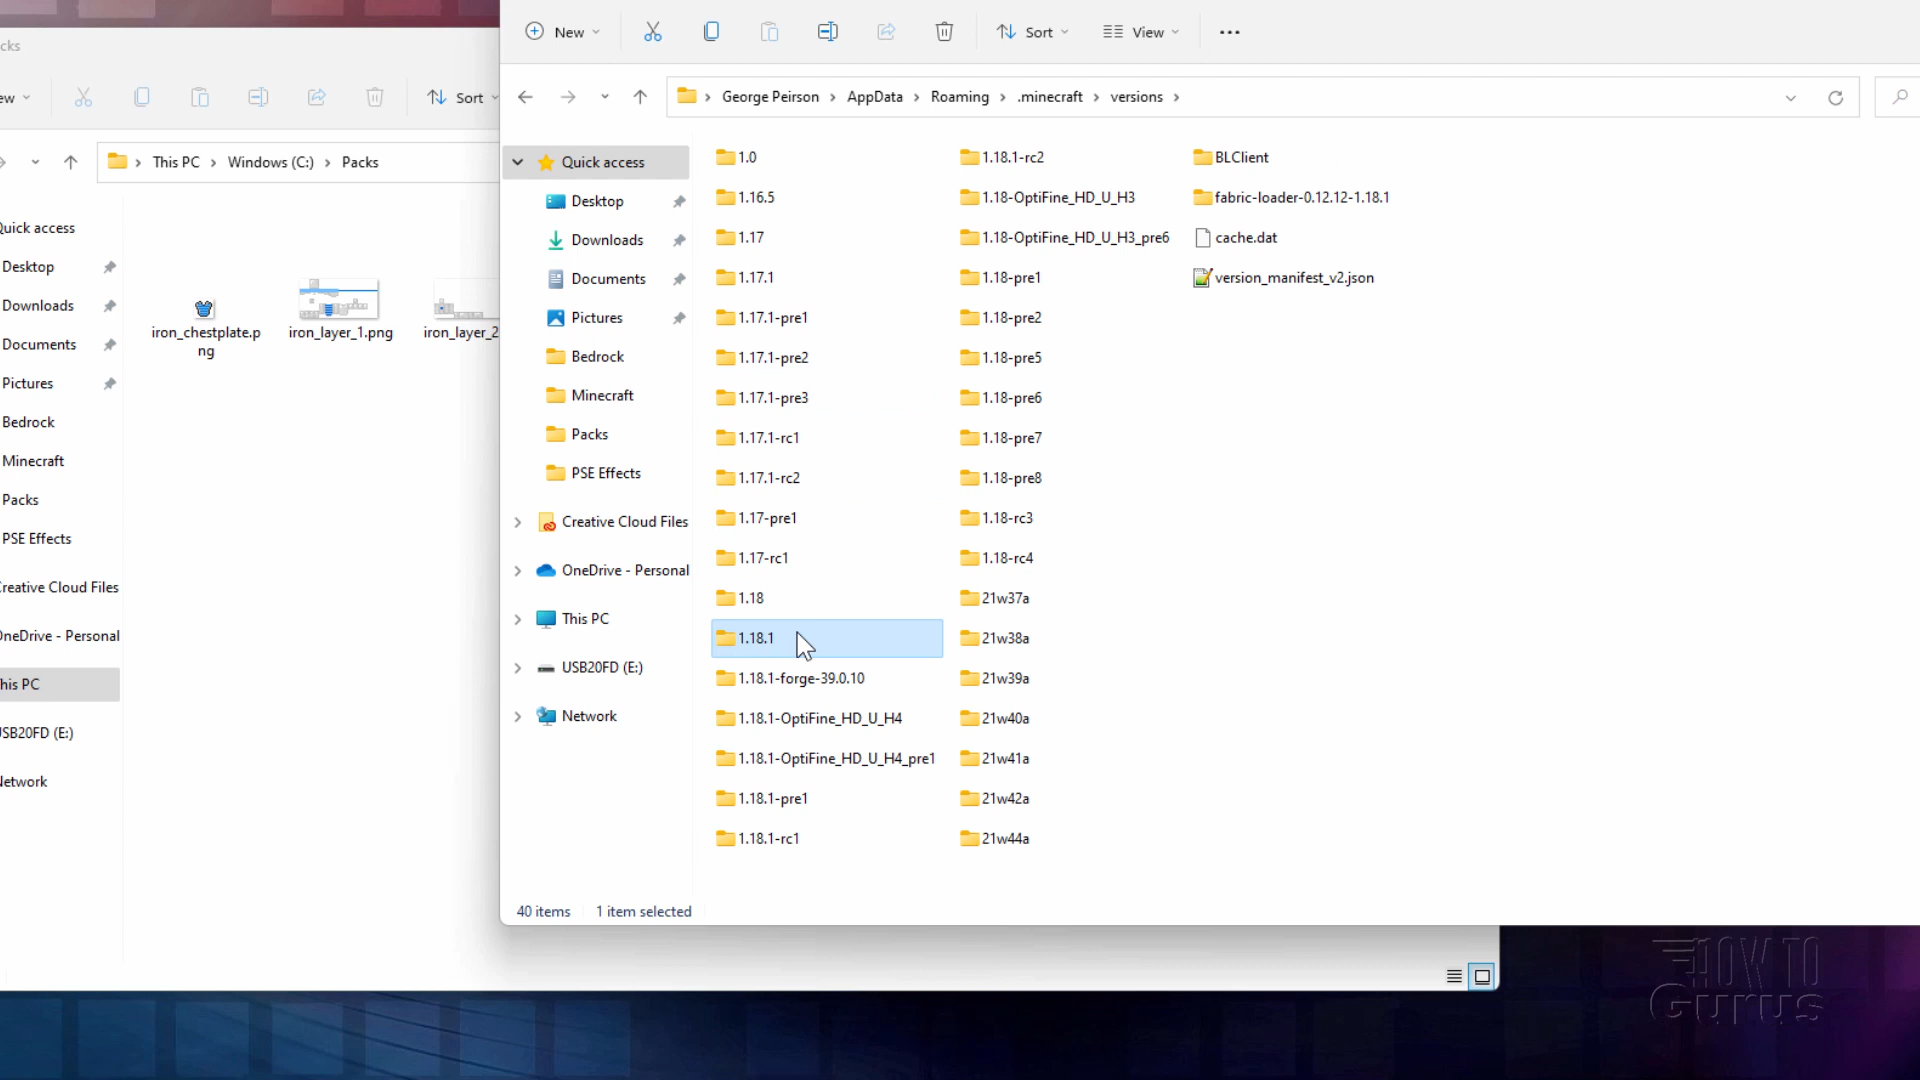 cks
ew
Sort
This PC
Windows (C:)
Packs
Quick access
Desktop
Downloads
Documents
Pictures
Bedrock
Minecraft
Packs
PSE Effects
Creative Cloud Files
OneDrive - Personal
This PC
USB20FD (E:)
Network
iron_chestplate.p
ng
iron_layer_1.png
iron_layer_2
New
Sort
View
George Peirson
AppData
Roaming
.minecraft
versions
Quick access
Desktop
Downloads
Documents
Pictures
Bedrock
Minecraft
Packs
PSE Effects
Creative Cloud Files
OneDrive - Personal
This PC
USB20FD (E:)
Network
1.0
1.16.5
1.17
1.17.1
1.17.1-pre1
1.17.1-pre2
1.17.1-pre3
1.17.1-rc1
1.17.1-rc2
1.17-pre1
1.17-rc1
1.18
1.18.1
1.18.1-forge-39.0.10
1.18.1-OptiFine_HD_U_H4
1.18.1-OptiFine_HD_U_H4_pre1
1.18.1-pre1
1.18.1-rc1
1.18.1-rc2
1.18-OptiFine_HD_U_H3
1.18-OptiFine_HD_U_H3_pre6
1.18-pre1
1.18-pre2
1.18-pre5
1.18-pre6
1.18-pre7
1.18-pre8
1.18-rc3
1.18-rc4
21w37a
21w38a
21w39a
21w40a
21w41a
21w42a
21w44a
BLClient
fabric-loader-0.12.12-1.18.1
cache.dat
version_manifest_v2.json
40 items
1 item selected
HOW TO
Gurus